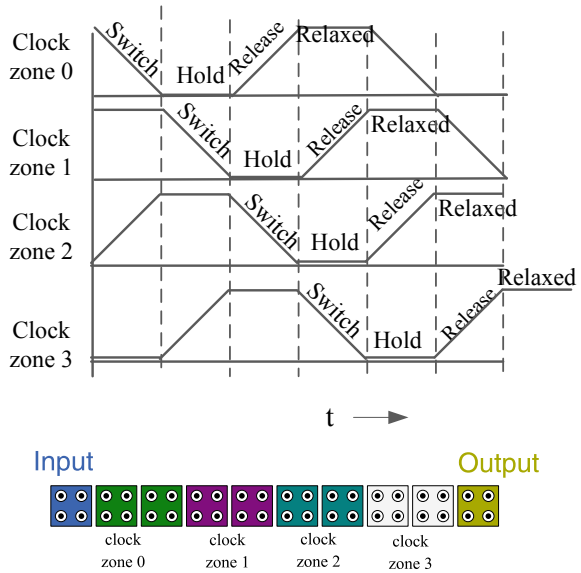 Clock
zone 0
Switch
Hold
Release
Relaxed
Clock
zone 1
Switch
Hold
Release
Relaxed
Clock
zone 2
Switch
Hold
Release
Relaxed
Clock
zone 3
Switch
Hold
Release
Relaxed
t
Input
Output
clock
zone 0
clock
zone 1
clock
zone 2
clock
zone 3